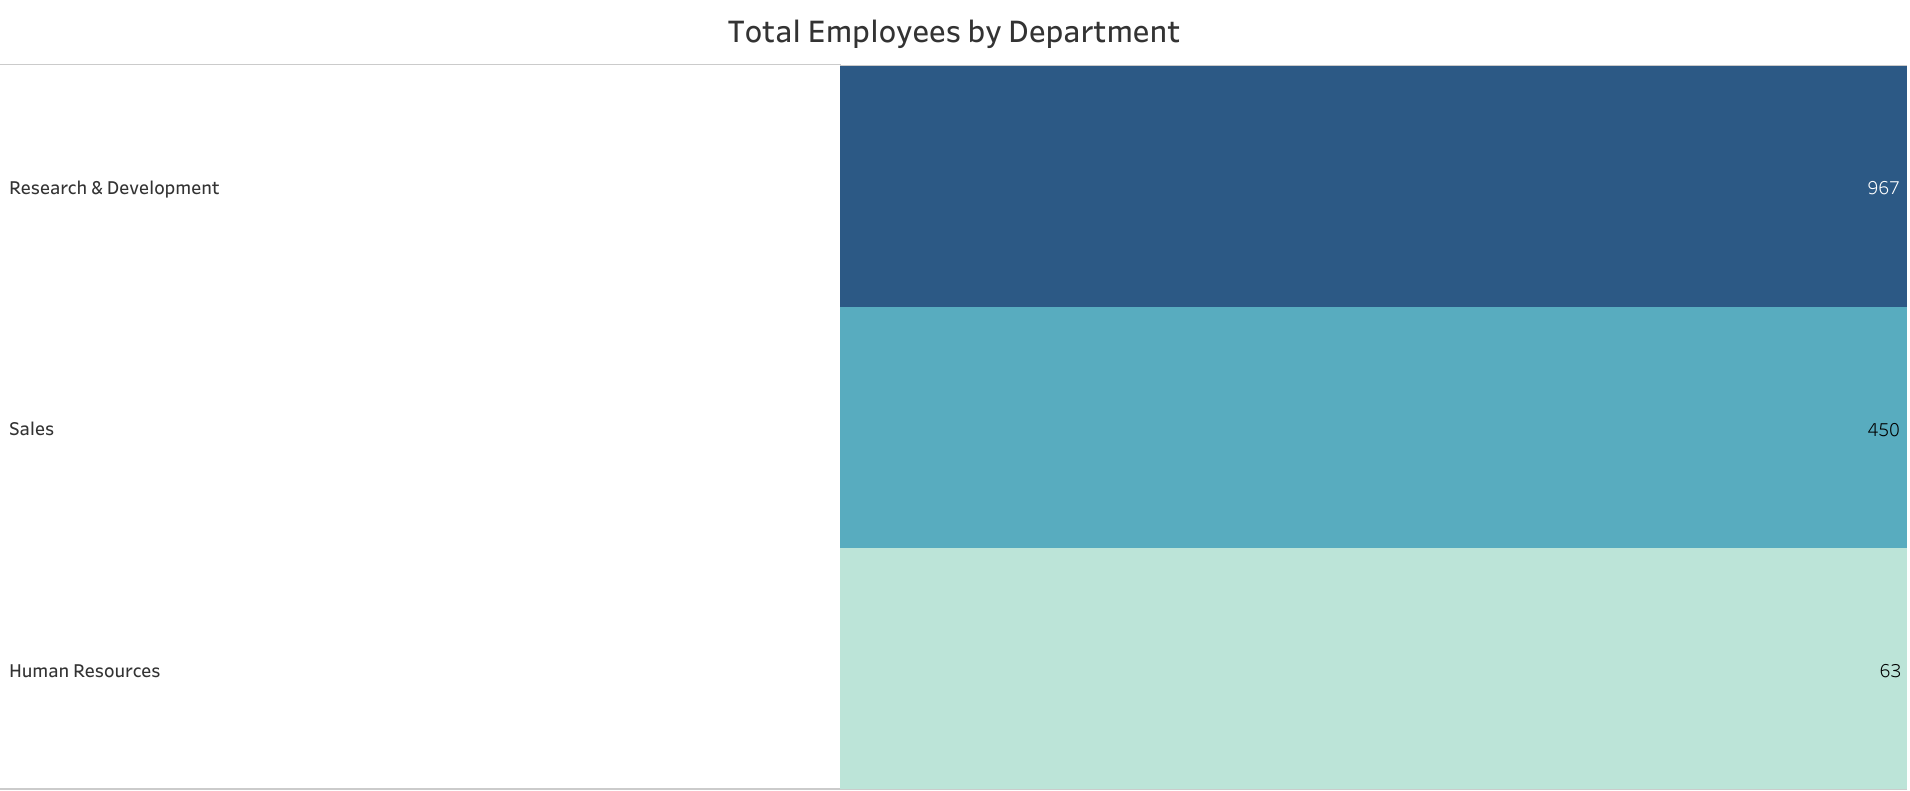 Total Employees by Department
Research & Development 967
Sales 450
Human Resources 63